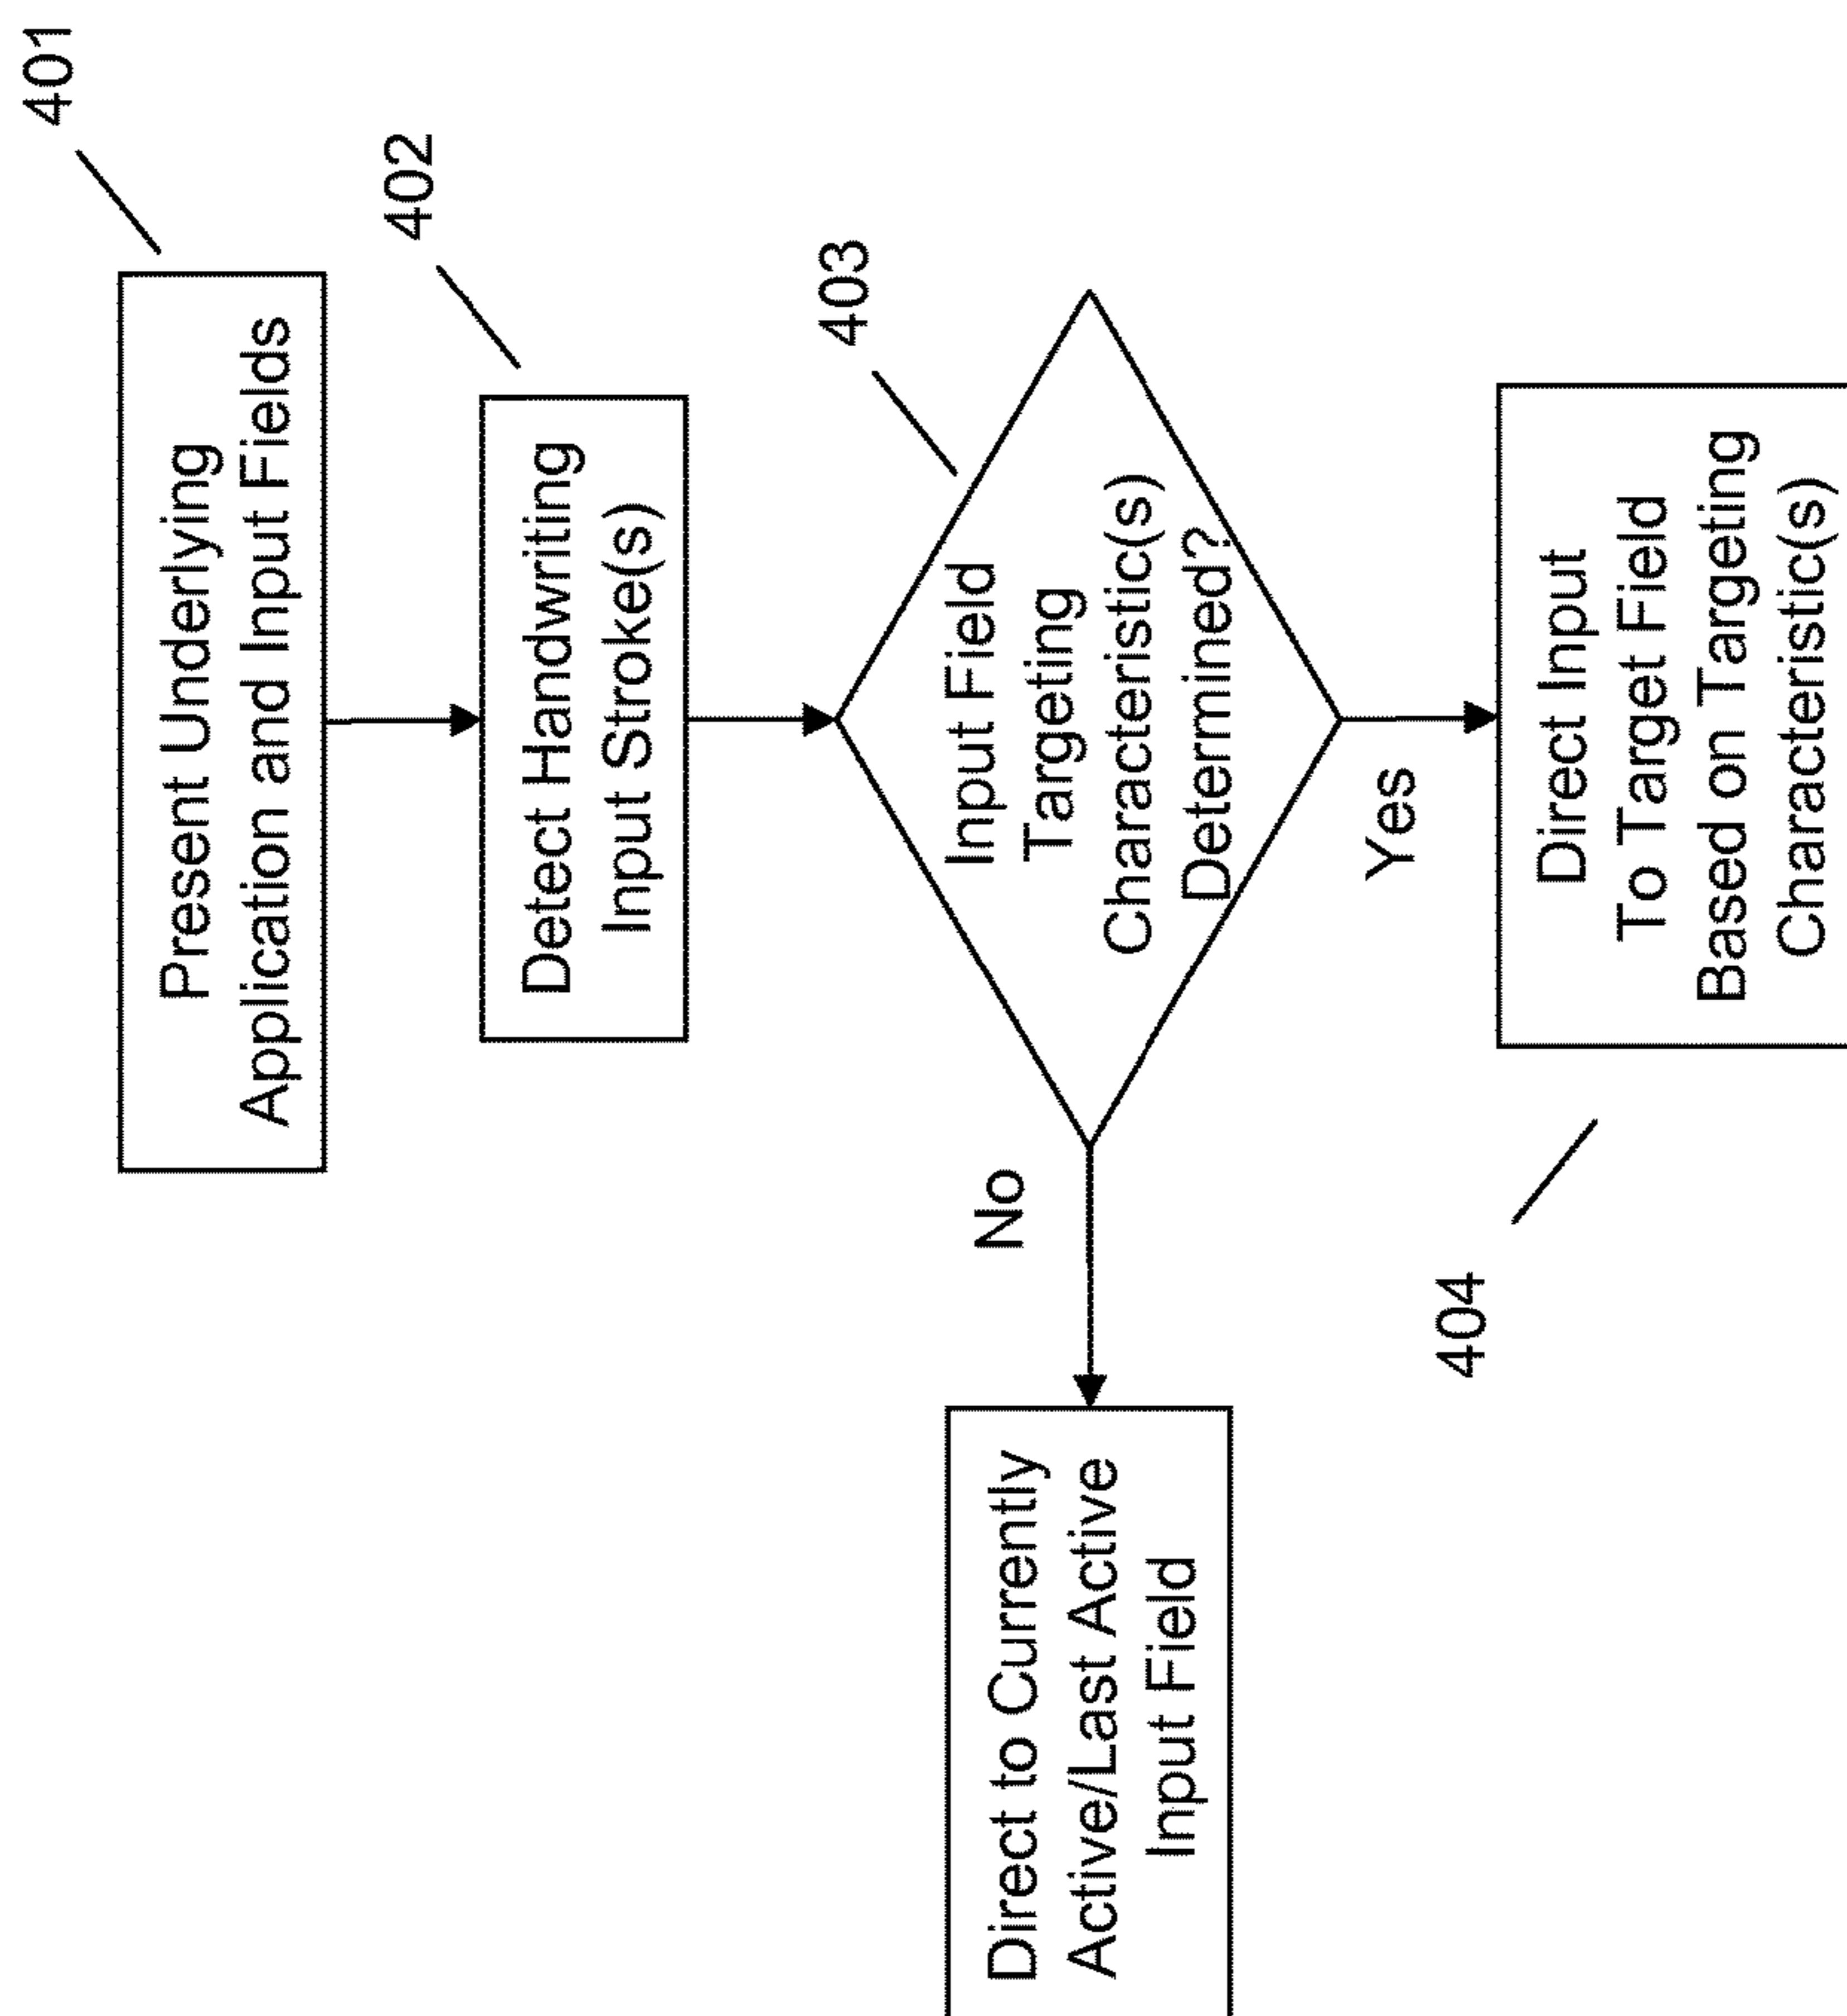 401
Present Underlying
Application and Input Fields
402
Detect Handwriting
Input Stroke(s)
403
Input Field
Targeting
Characteristic(s)
Determined?
No
Direct to Currently
Active/Last Active
Input Field
Yes
404
Direct Input
To Target Field
Based on Targeting
Characteristic(s)